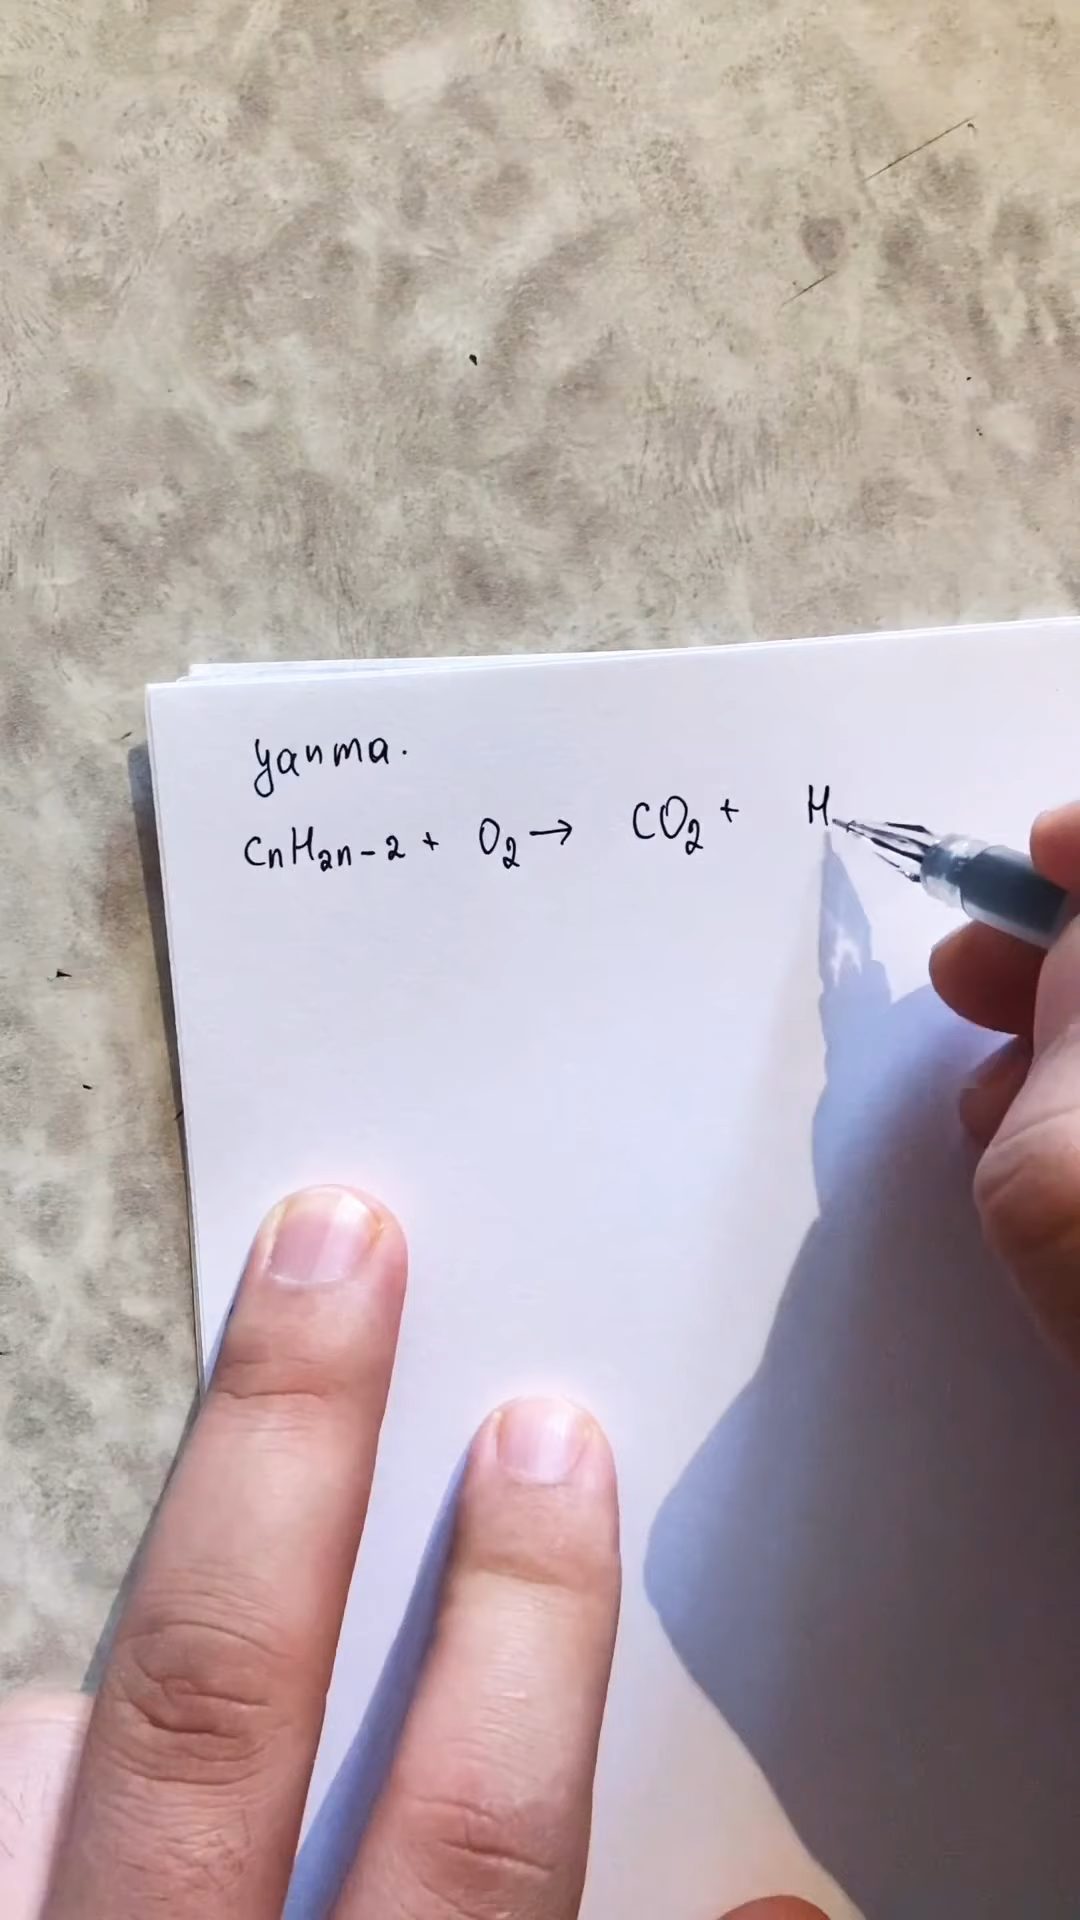 yanma.
CnH2n-2 + O2 → CO2 + H